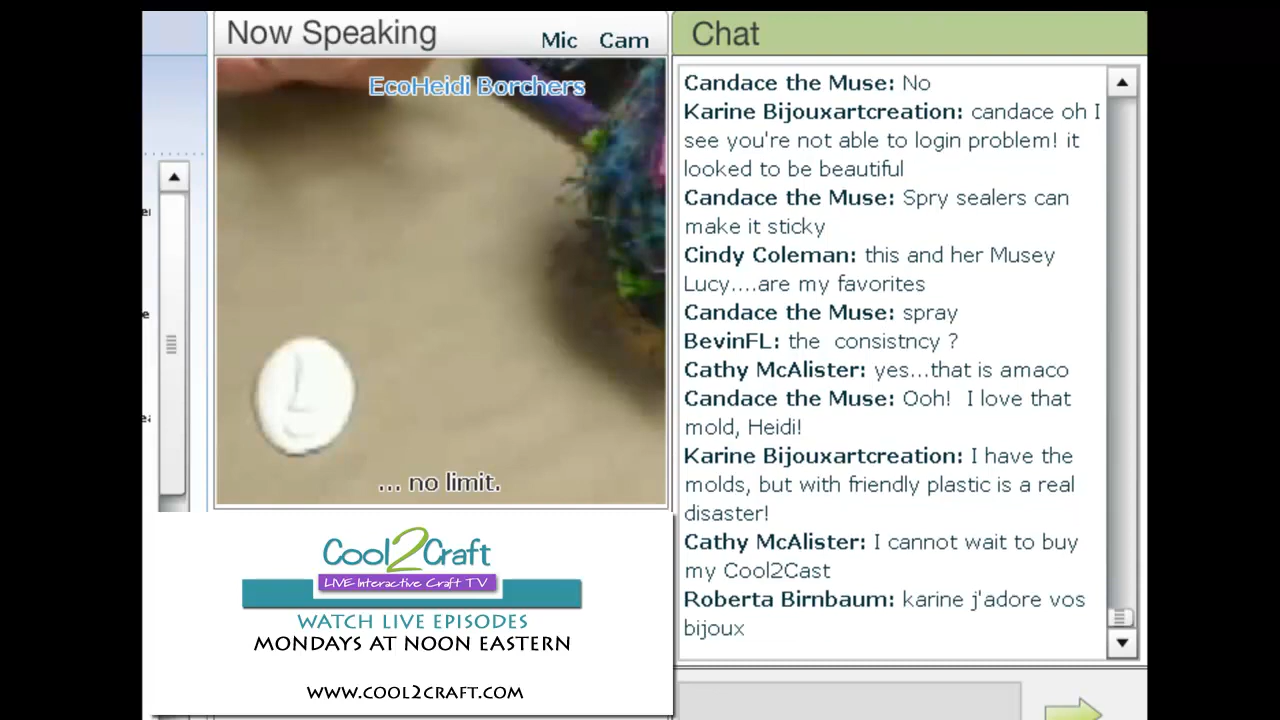 Now Speaking
Mic Cam
EcoHeidi Borchers
... no limit.
Cool2Craft
LIVE Interactive Craft TV
WATCH LIVE EPISODES
MONDAYS AT NOON EASTERN
WWW.COOL2CRAFT.COM
Chat
Candace the Muse: No
Karine Bijouxartcreation: candace oh I
see you're not able to login problem! it
looked to be beautiful
Candace the Muse: Spry sealers can
make it sticky
Cindy Coleman: this and her Musey
Lucy....are my favorites
Candace the Muse: spray
BevinFL: the  consistncy ?
Cathy McAlister: yes...that is amaco
Candace the Muse: Ooh!  I love that
mold, Heidi!
Karine Bijouxartcreation: I have the
molds, but with friendly plastic is a real
disaster!
Cathy McAlister: I cannot wait to buy
my Cool2Cast
Roberta Birnbaum: karine j'adore vos
bijoux